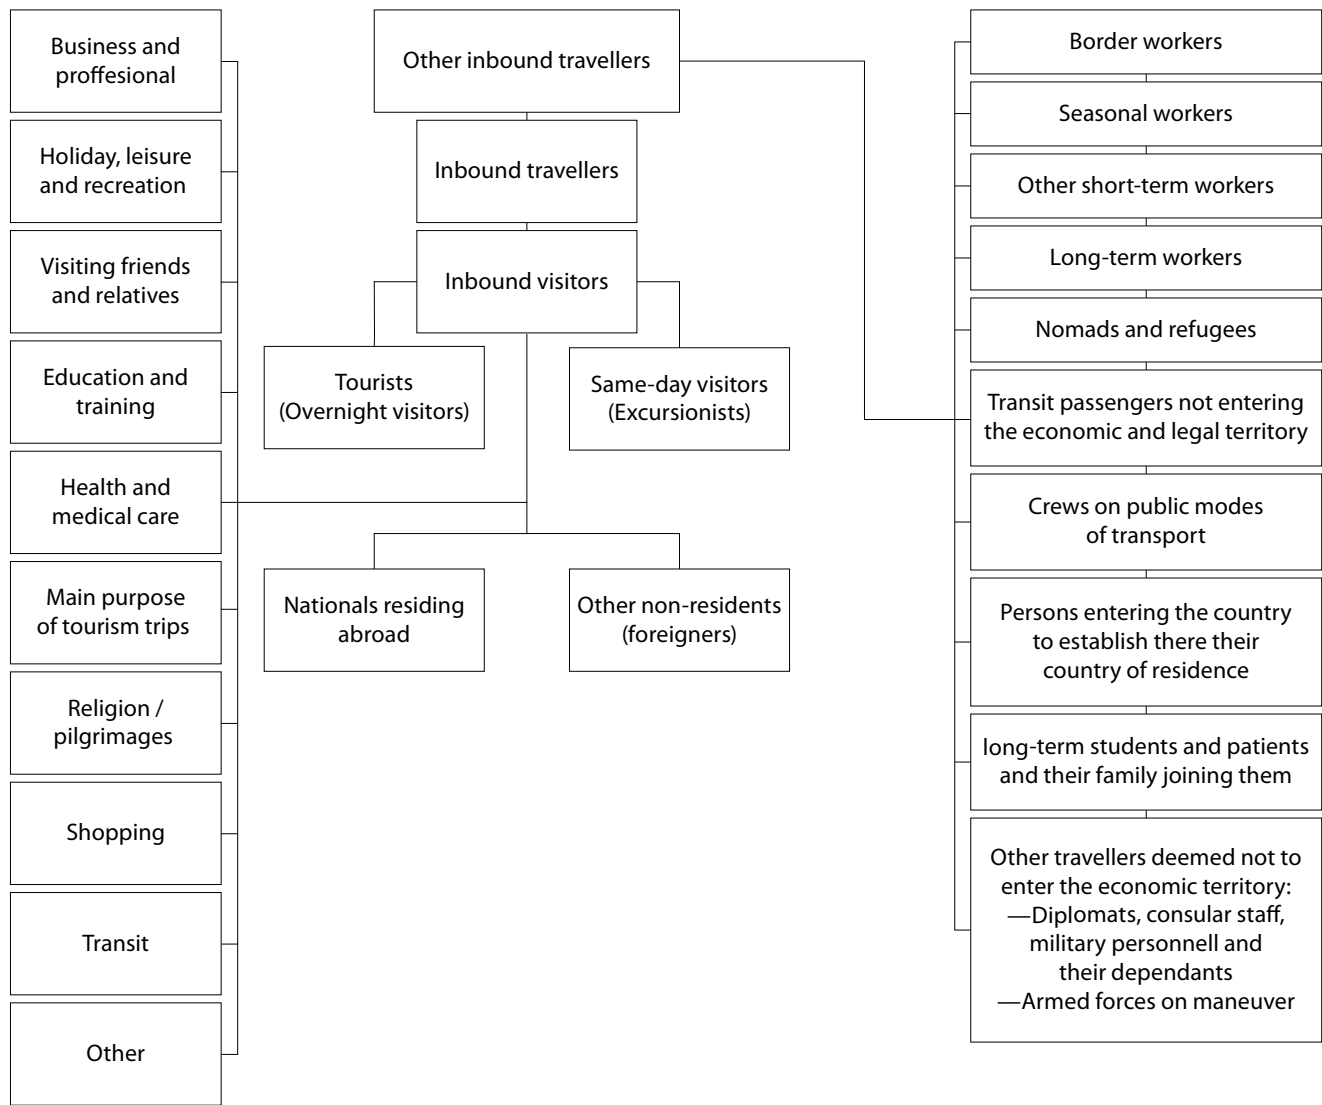 Business and
proffesional
Holiday, leisure
and recreation
Visiting friends
and relatives
Education and
training
Health and
medical care
Main purpose
of tourism trips
Religion /
pilgrimages
Shopping
Transit
Other
Other inbound travellers
Inbound travellers
Inbound visitors
Tourists
(Overnight visitors)
Same-day visitors
(Excursionists)
Nationals residing
abroad
Other non-residents
(foreigners)
Border workers
Seasonal workers
Other short-term workers
Long-term workers
Nomads and refugees
Transit passengers not entering
the economic and legal territory
Crews on public modes
of transport
Persons entering the country
to establish there their
country of residence
long-term students and patients
and their family joining them
Other travellers deemed not to
enter the economic territory:
—Diplomats, consular staff,
military personnell and
their dependants
—Armed forces on maneuver